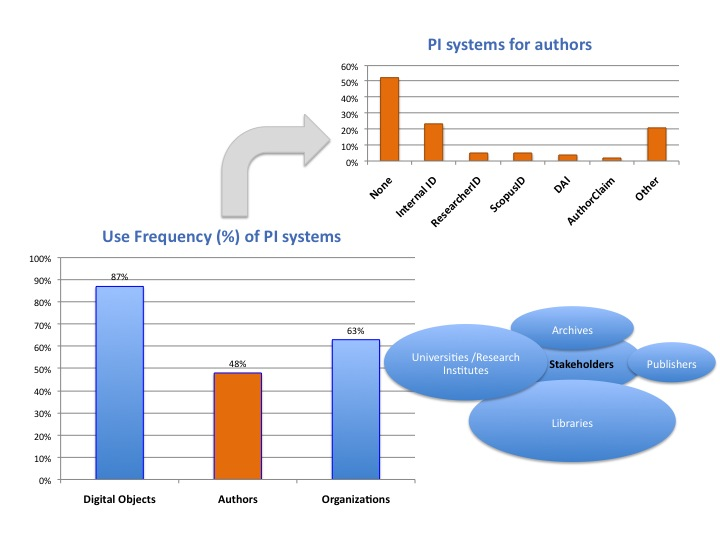 PI systems for authors
60%
50%
40%
30%
20%
10%
0%
None
Internal ID
ResearcherID
ScopusID
DAI
AuthorClaim
Other
Use Frequency (%) of PI systems
100%
90%
80%
70%
60%
50%
40%
30%
20%
10%
0%
87%
48%
63%
Digital Objects
Authors
Organizations
Archives
Universities /Research
Institutes
Stakeholders
Publishers
Libraries